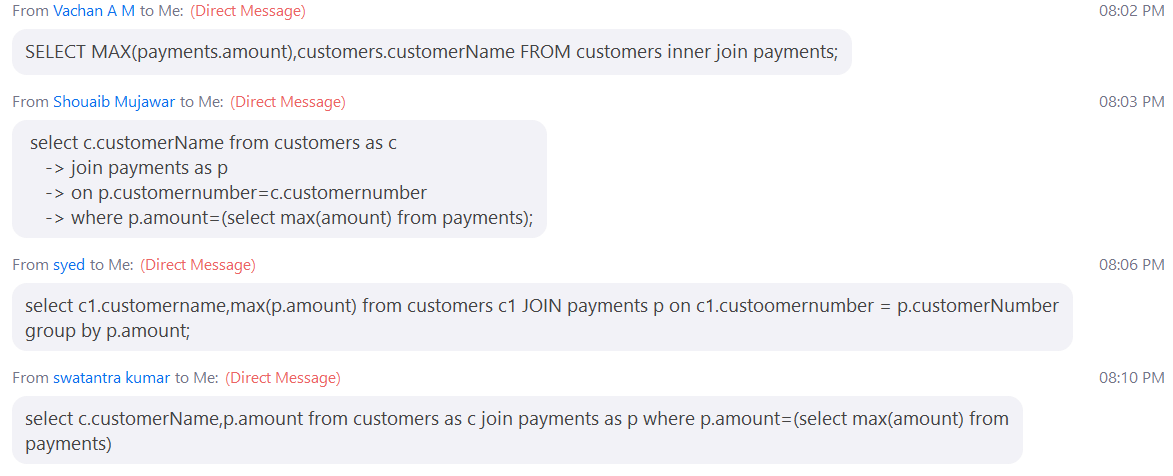 From Vachan A M to Me: (Direct Message) 08:02 PM
SELECT MAX(payments.amount),customers.customerName FROM customers inner join payments;
From Shouaib Mujawar to Me: (Direct Message) 08:03 PM
select c.customerName from customers as c
-> join payments as p
-> on p.customernumber=c.customernumber
-> where p.amount=(select max(amount) from payments);
From syed to Me: (Direct Message) 08:06 PM
select c1.customername,max(p.amount) from customers c1 JOIN payments p on c1.custoomernumber = p.customerNumber
group by p.amount;
From swatantra kumar to Me: (Direct Message) 08:10 PM
select c.customerName,p.amount from customers as c join payments as p where p.amount=(select max(amount) from
payments)